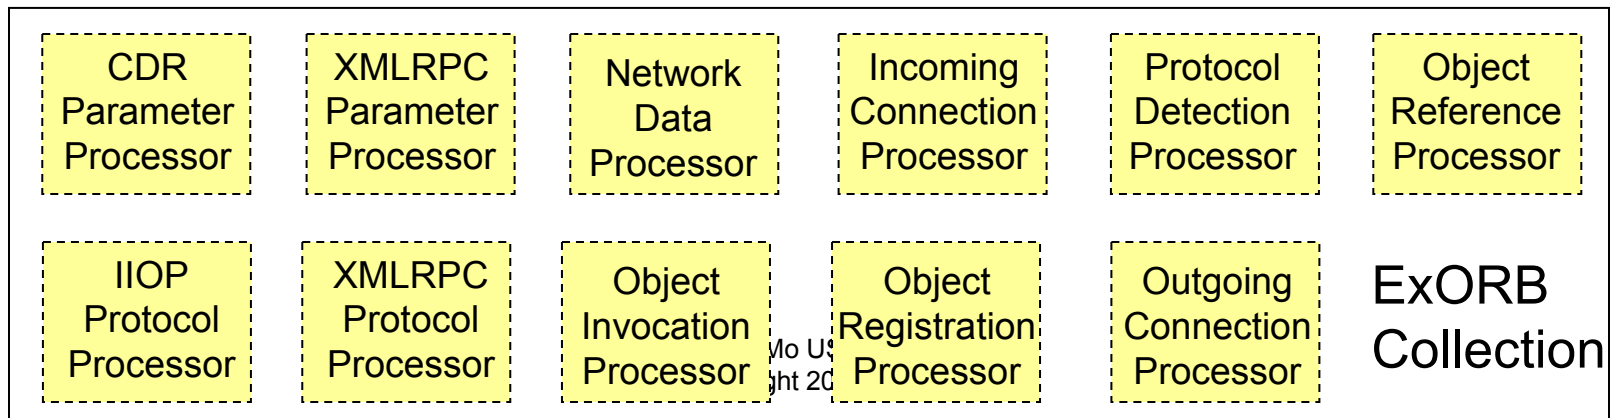 CDR
Parameter
Processor
XMLRPC
Parameter
Processor
Network
Data
Processor
Incoming
Connection
Processor
Protocol
Detection
Processor
Object
Reference
Processor
IIOP
Protocol
Processor
XMLRPC
Protocol
Processor
Object
Invocation
Processor
Object
Registration
Processor
Outgoing
Connection
Processor
ExORB
Collection